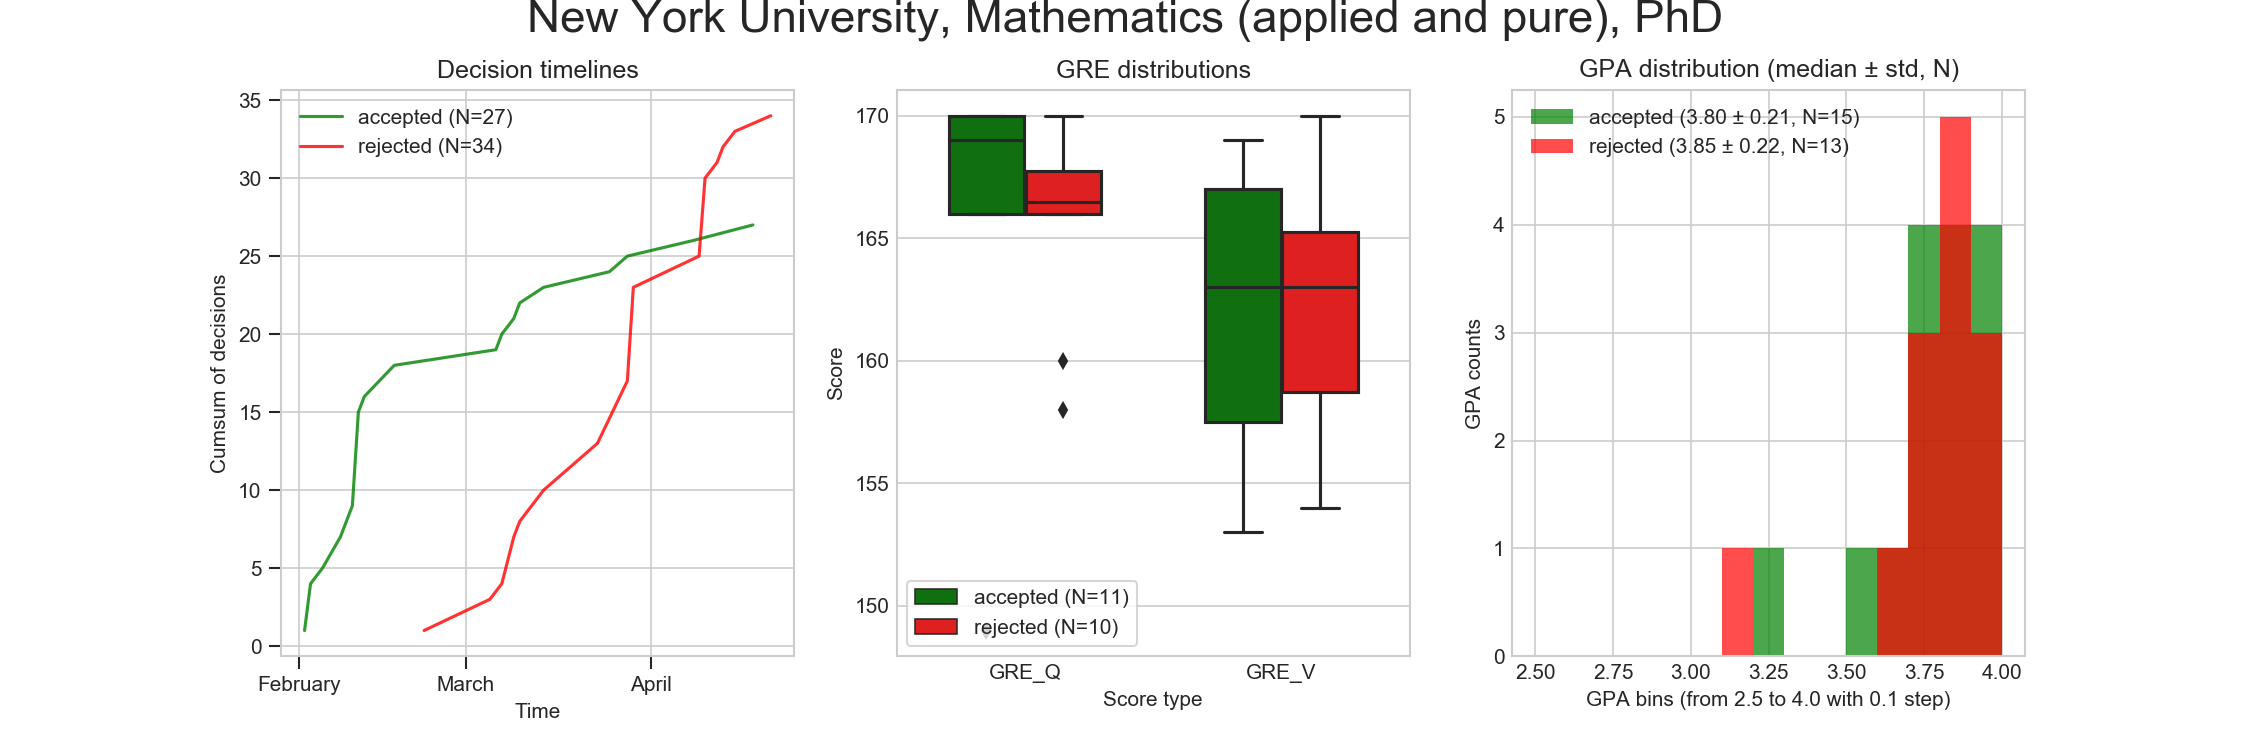 New York University, Mathematics (applied and pure), PhD
Decision timelines
accepted (N=27)
rejected (N=34)
35
30
25
20
15
10
5
0
Cumsum of decisions
February March April
Time
GRE distributions
170
165
160
155
150
Score
accepted (N=11)
rejected (N=10)
GRE_Q GRE_V
Score type
GPA distribution (median ± std, N)
accepted (3.80 ± 0.21, N=15)
rejected (3.85 ± 0.22, N=13)
5
4
3
2
1
0
GPA counts
2.50 2.75 3.00 3.25 3.50 3.75 4.00
GPA bins (from 2.5 to 4.0 with 0.1 step)